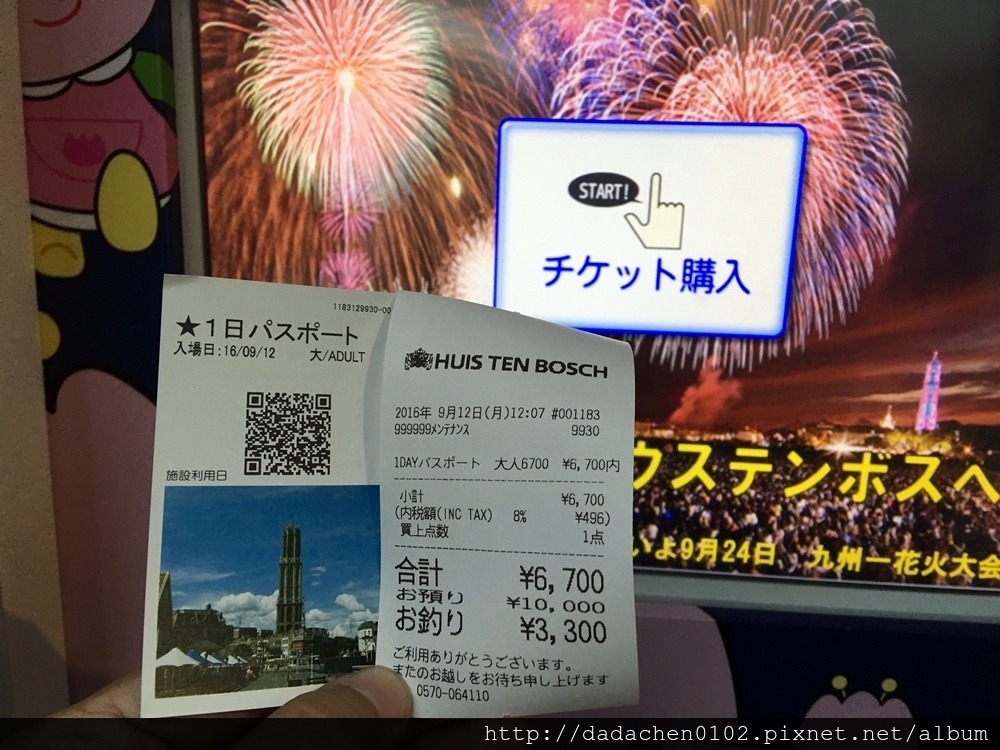 START!
チケット購入
1183129930-00
★1日パスポート
入場日:16/09/12 大/ADULT
施設利用日
HUIS TEN BOSCH
2016年 9月12日(月)12:07 #001183
999999メンテナンス 9930
1DAYパスポート 大人6700 ¥6,700内
小計 ¥6,700
(内税額(INC TAX) 8% ¥496)
買上点数 1点
合計 ¥6,700
お預り ¥10,000
お釣り ¥3,300
ご利用ありがとうございます。
またのお越しをお待ち申し上げます
0570-064110
ウステンボスへ
いよ9月24日 九州一花火大会
http://dadachen0102.pixnet.net/album